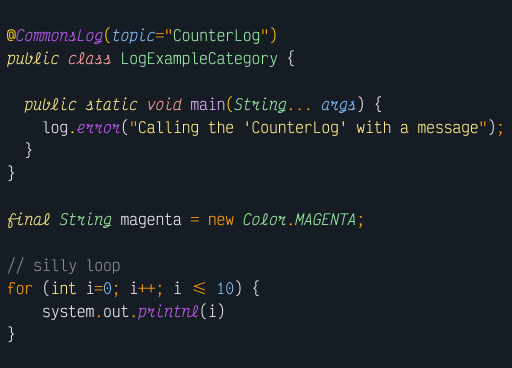 @CommonsLog(topic="CounterLog")
public class LogExampleCategory {
public static void main(String... args) {
log.error("Calling the 'CounterLog' with a message");
}
}
final String magenta = new Color.MAGENTA;
// silly loop
for (int i=0; i++; i <= 10) {
system.out.printnl(i)
}